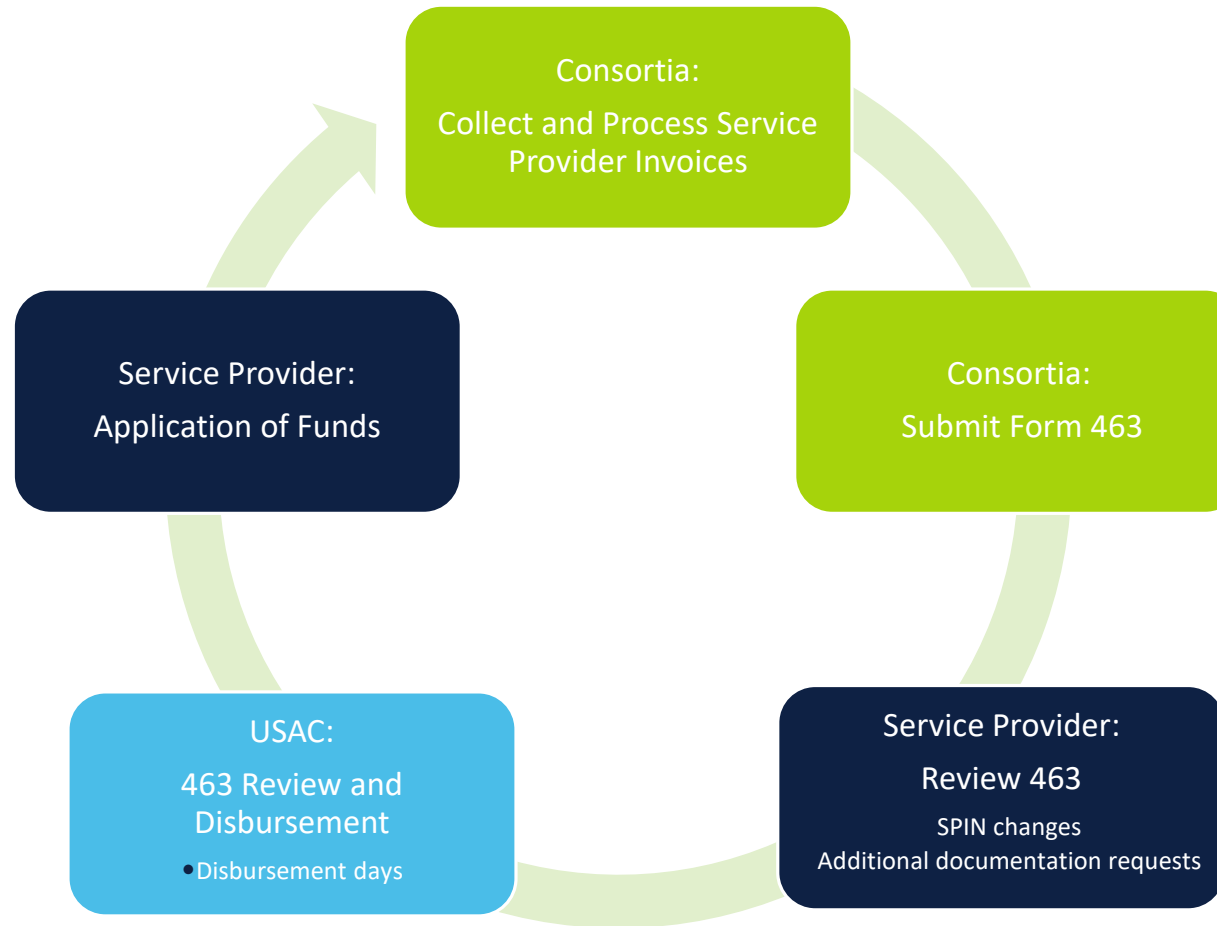 Consortia:
Collect and Process Service
Provider Invoices
Consortia:
Submit Form 463
Service Provider:
Review 463
SPIN changes
Additional documentation requests
USAC:
463 Review and
Disbursement
•Disbursement days
Service Provider:
Application of Funds